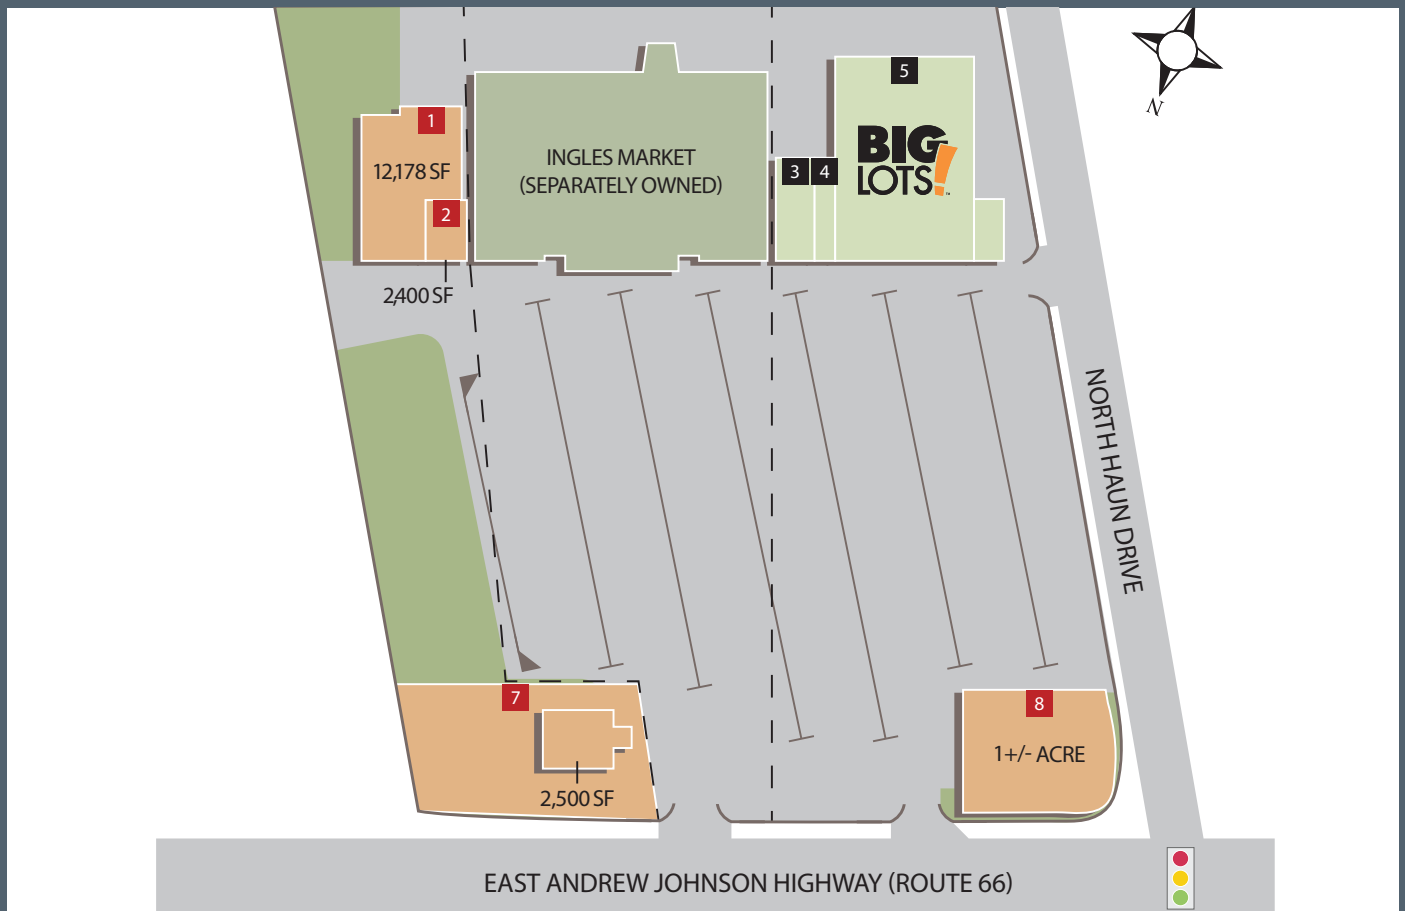 5
1
12,178 SF
INGLES MARKET
(SEPARATELY OWNED)
3
4
BIG
LOTS!
™
N
2
2,400 SF
NORTH HAUN DRIVE
7
2,500 SF
8
1+/- ACRE
EAST ANDREW JOHNSON HIGHWAY (ROUTE 66)